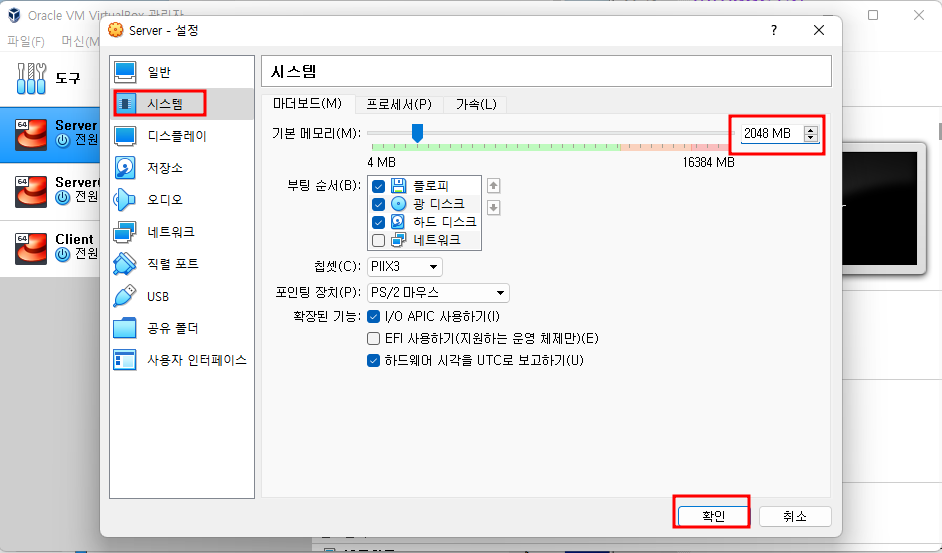 Oracle VM VirtualBox 관리자
파일(F) 머신(M
도구
64 Server
전원
64 Server(
전원
64 Client
전원
Server - 설정
?
일반
시스템
디스플레이
저장소
오디오
네트워크
직렬 포트
USB
공유 폴더
사용자 인터페이스
시스템
마더보드(M) 프로세서(P) 가속(L)
기본 메모리(M): 2048 MB
4 MB 16384 MB
부팅 순서(B): 플로피
광 디스크
하드 디스크
네트워크
칩셋(C): PIIX3
포인팅 장치(P): PS/2 마우스
확장된 기능: I/O APIC 사용하기(I)
EFI 사용하기(지원하는 운영 체제만)(E)
하드웨어 시각을 UTC로 보고하기(U)
확인 취소